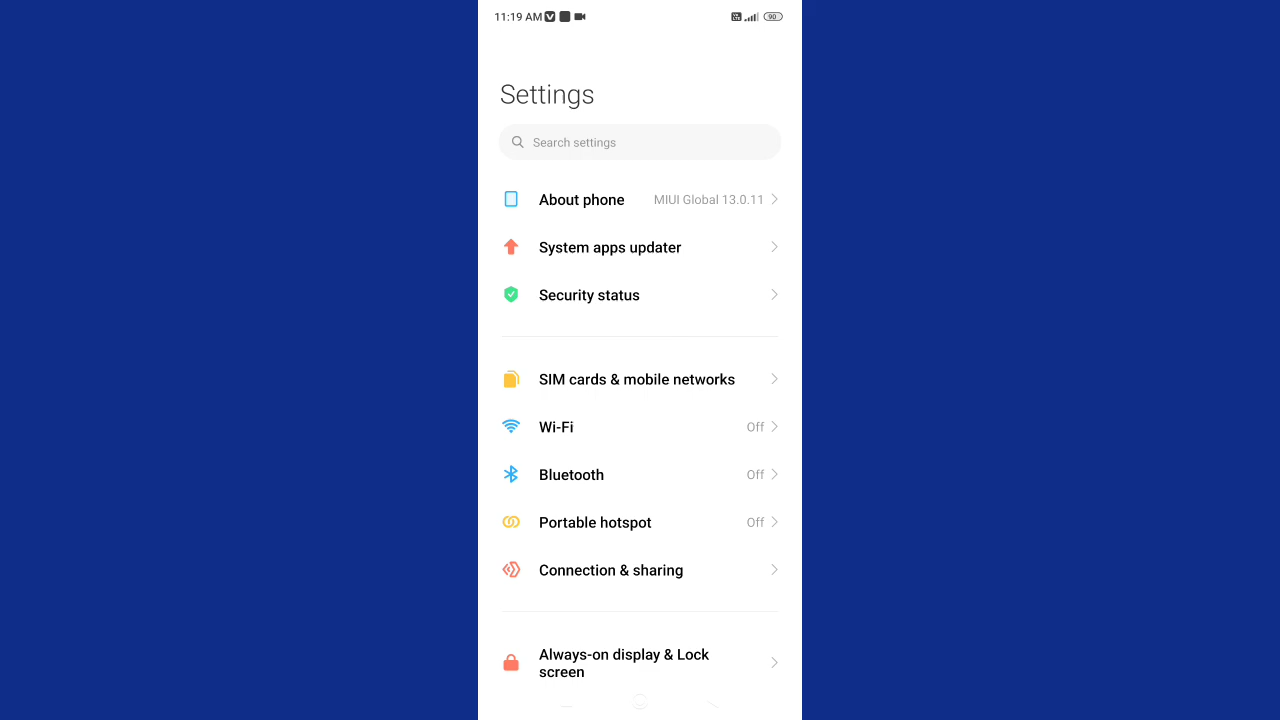 11:19 AM
90
Settings
Search settings
About phone MIUI Global 13.0.11
System apps updater
Security status
SIM cards & mobile networks
Wi-Fi Off
Bluetooth Off
Portable hotspot Off
Connection & sharing
Always-on display & Lock
screen